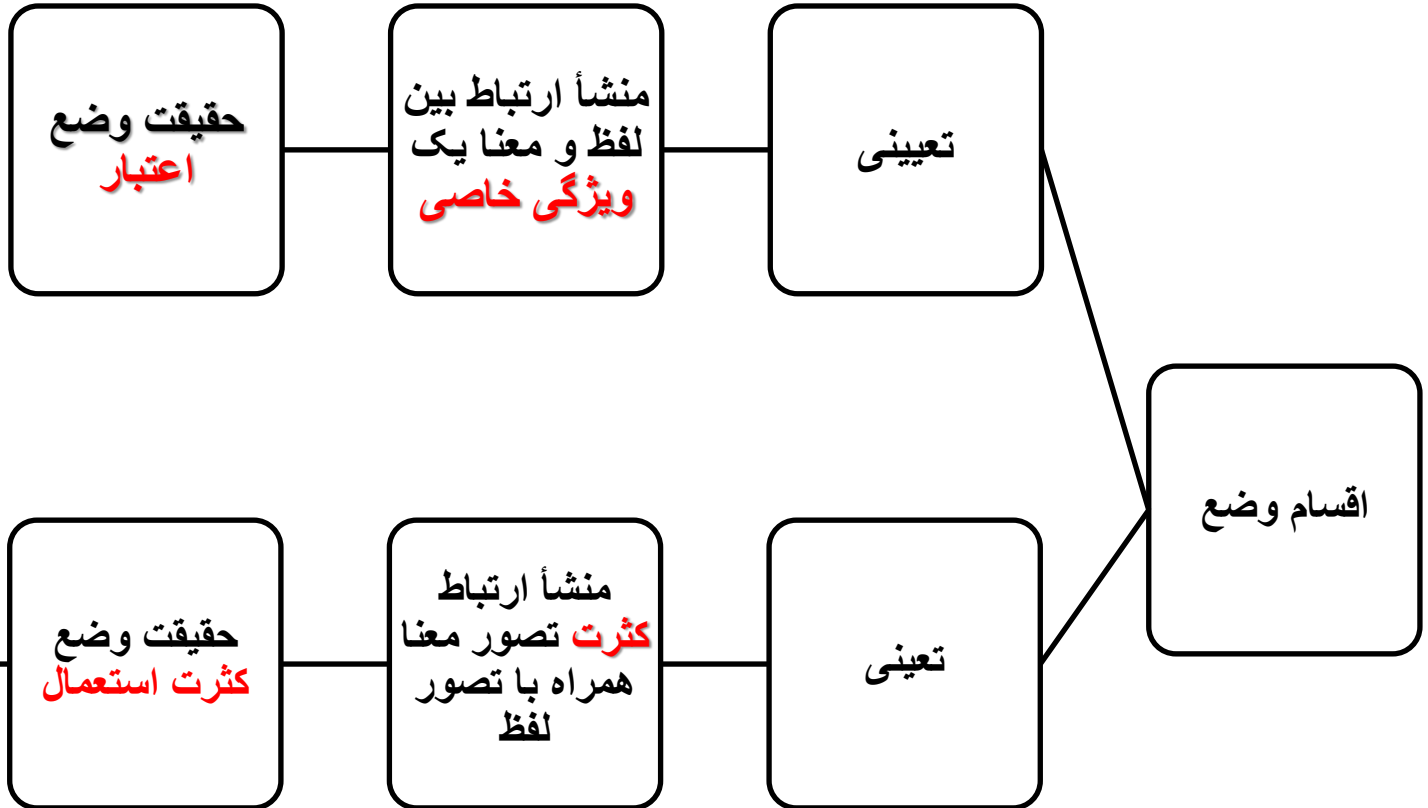 اقسام وضع
تعیینی
منشأ ارتباط بین
لفظ و معنا یک
ویژگی خاصی
حقیقت وضع
اعتبار
تعینی
منشأ ارتباط
کثرت تصور معنا
همراه با تصور
لفظ
حقیقت وضع
کثرت استعمال